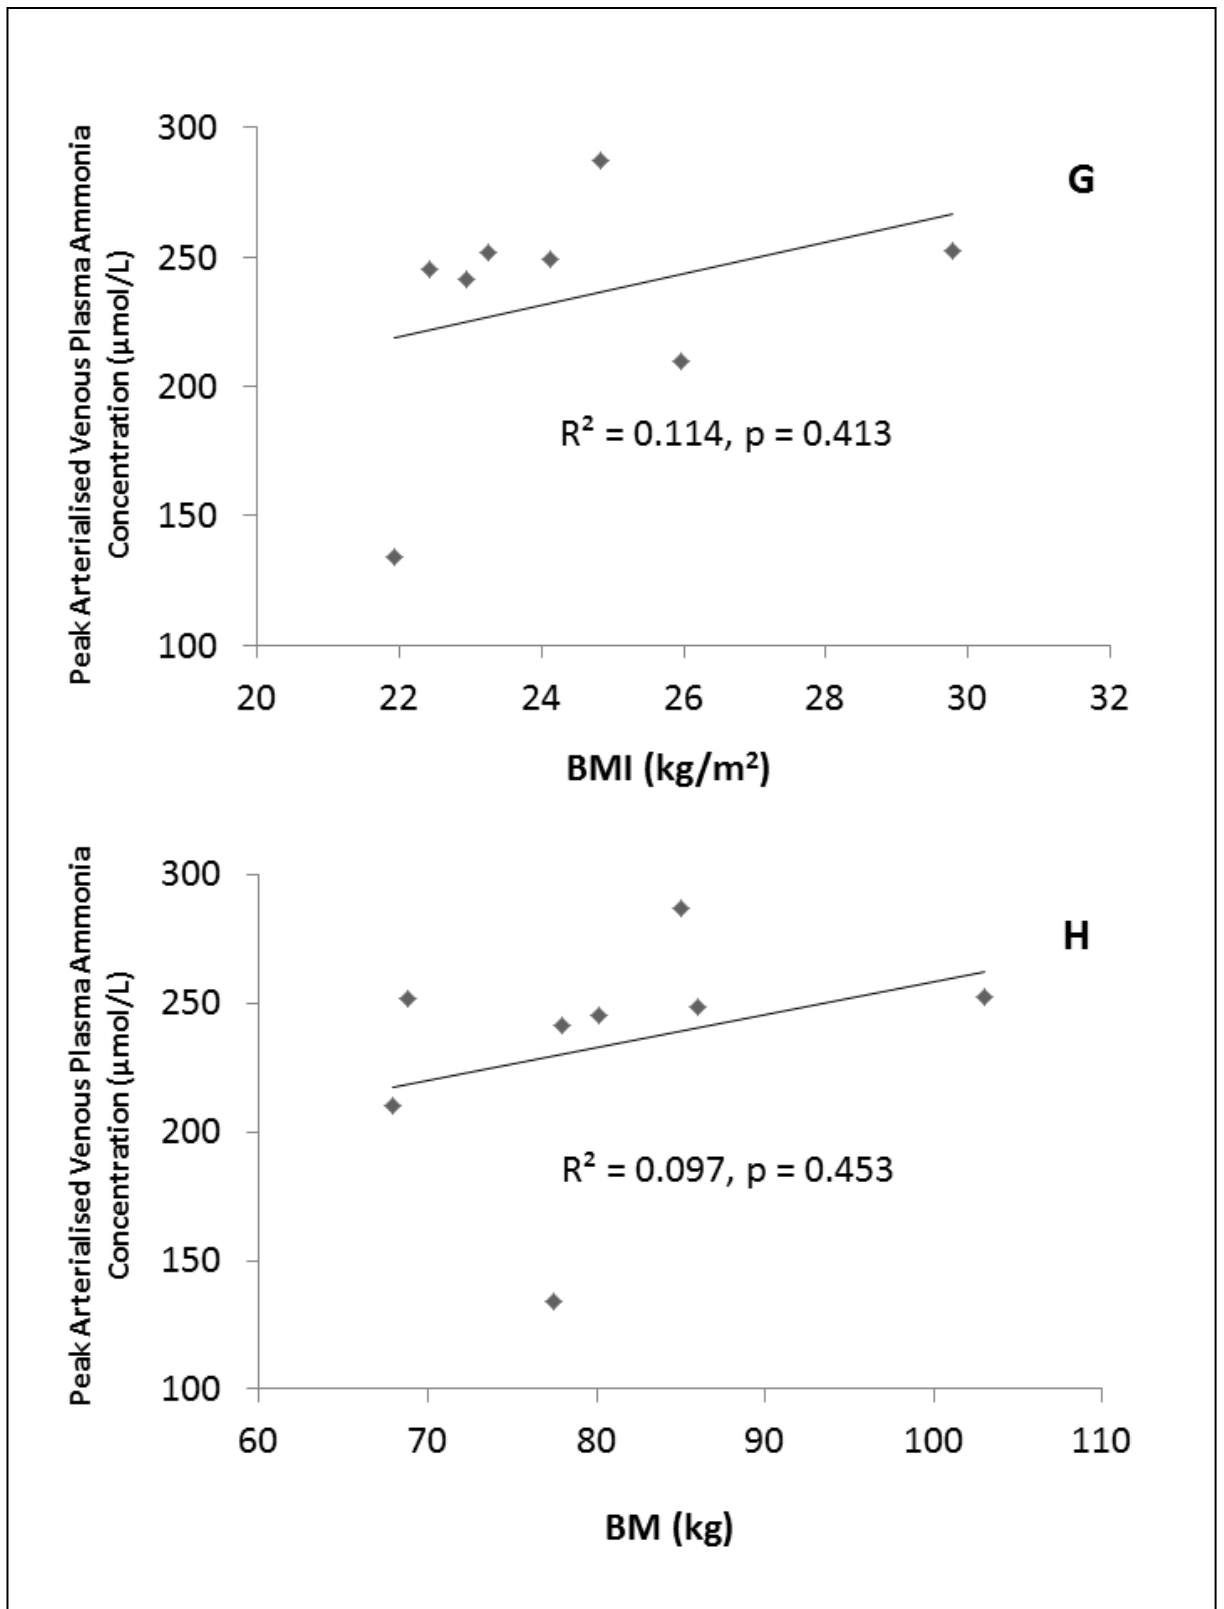 Peak Arterialised Venous Plasma Ammonia
Concentration (µmol/L)
300
250
200
150
100
G
R² = 0.114, p = 0.413
20 22 24 26 28 30 32
BMI (kg/m²)
Peak Arterialised Venous Plasma Ammonia
Concentration (µmol/L)
300
250
200
150
100
H
R² = 0.097, p = 0.453
60 70 80 90 100 110
BM (kg)